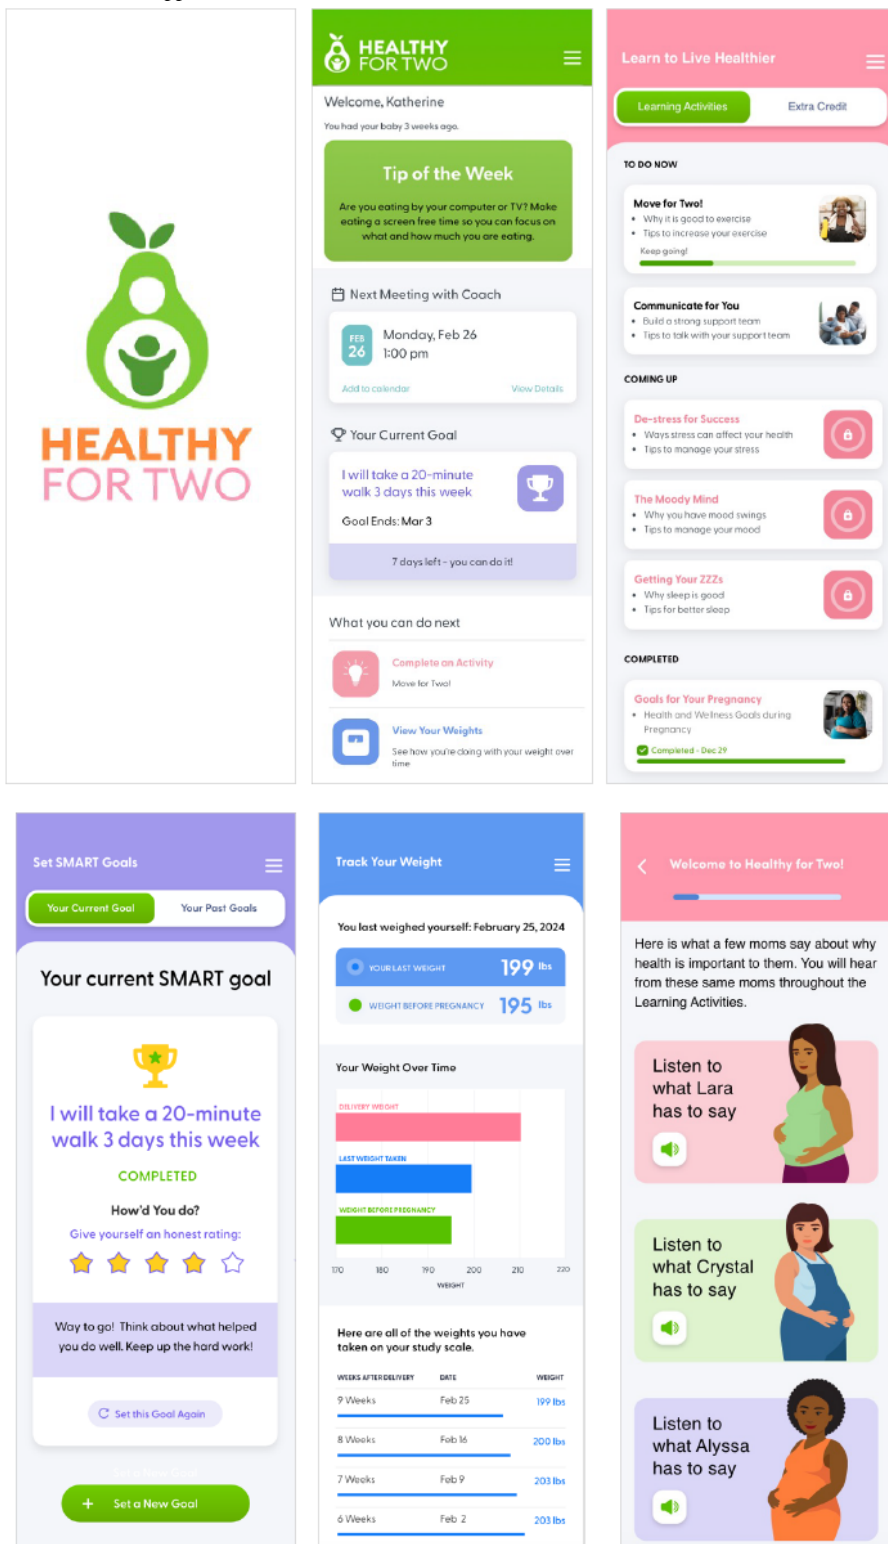 HEALTHY
FOR TWO
HEALTHY
FOR TWO
Welcome, Katherine
You had your baby 3 weeks ago.
Tip of the Week
Are you eating by your computer or TV? Make
eating a screen free time so you can focus on
what and how much you are eating.
Next Meeting with Coach
FEB
26
Monday, Feb 26
1:00 pm
Add to calendar
View Details
Your Current Goal
I will take a 20-minute
walk 3 days this week
Goal Ends: Mar 3
7 days left - you can do it!
What you can do next
Complete an Activity
Move for Two!
View Your Weights
See how you're doing with your weight over
time
Learn to Live Healthier
Learning Activities
Extra Credit
TO DO NOW
Move for Two!
• Why it is good to exercise
• Tips to increase your exercise
Keep going!
Communicate for You
• Build a strong support team
• Tips to talk with your support team
COMING UP
De-stress for Success
• Ways stress can affect your health
• Tips to manage your stress
The Moody Mind
• Why you have mood swings
• Tips to manage your mood
Getting Your ZZZs
• Why sleep is good
• Tips for better sleep
COMPLETED
Goals for Your Pregnancy
• Health and Wellness Goals during
Pregnancy
Completed - Dec 29
Set SMART Goals
Your Current Goal
Your Past Goals
Your current SMART goal
I will take a 20-minute
walk 3 days this week
COMPLETED
How'd You do?
Give yourself an honest rating:
Way to go! Think about what helped
you do well. Keep up the hard work!
Set this Goal Again
Set a New Goal
+ Set a New Goal
Track Your Weight
You last weighed yourself: February 25, 2024
YOUR LAST WEIGHT 199 lbs
WEIGHT BEFORE PREGNANCY 195 lbs
Your Weight Over Time
DELIVERY WEIGHT
LAST WEIGHT TAKEN
WEIGHT BEFORE PREGNANCY
170 180 190 200 210 220
WEIGHT
Here are all of the weights you have
taken on your study scale.
WEEKS AFTER DELIVERY DATE WEIGHT
9 Weeks Feb 25 199 lbs
8 Weeks Feb 16 200 lbs
7 Weeks Feb 9 203 lbs
6 Weeks Feb 2 203 lbs
Welcome to Healthy for Two!
Here is what a few moms say about why
health is important to them. You will hear
from these same moms throughout the
Learning Activities.
Listen to
what Lara
has to say
Listen to
what Crystal
has to say
Listen to
what Alyssa
has to say